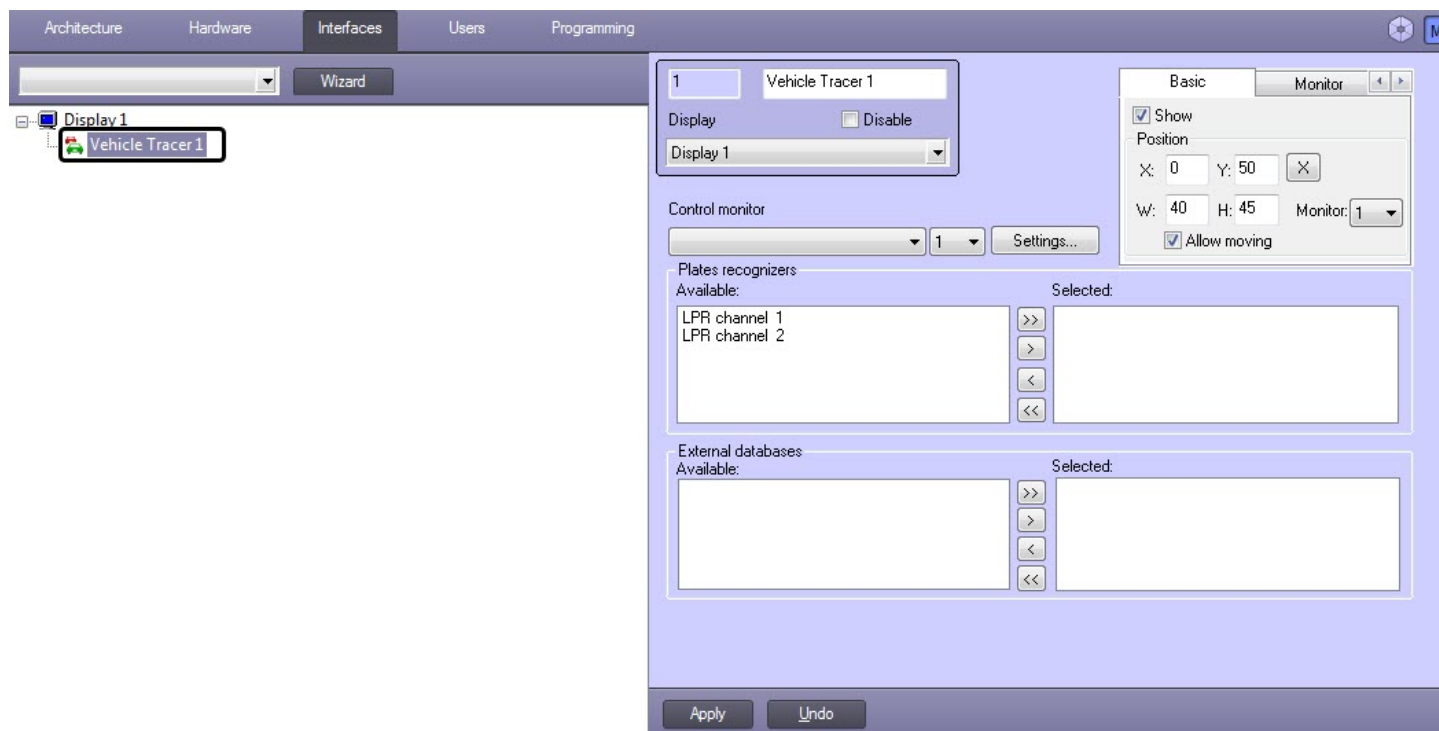 Architecture Hardware Interfaces Users Programming
Wizard
Display 1
Vehicle Tracer 1
1 Vehicle Tracer 1
Display Disable
Display 1
Control monitor
1 Settings...
Basic Monitor
Show
Position
X: 0 Y: 50 X
W: 40 H: 45 Monitor: 1
Allow moving
Plates recognizers
Available: Selected:
LPR channel 1
LPR channel 2
>>
>
<
<<
External databases
Available: Selected:
>>
>
<
<<
Apply Undo